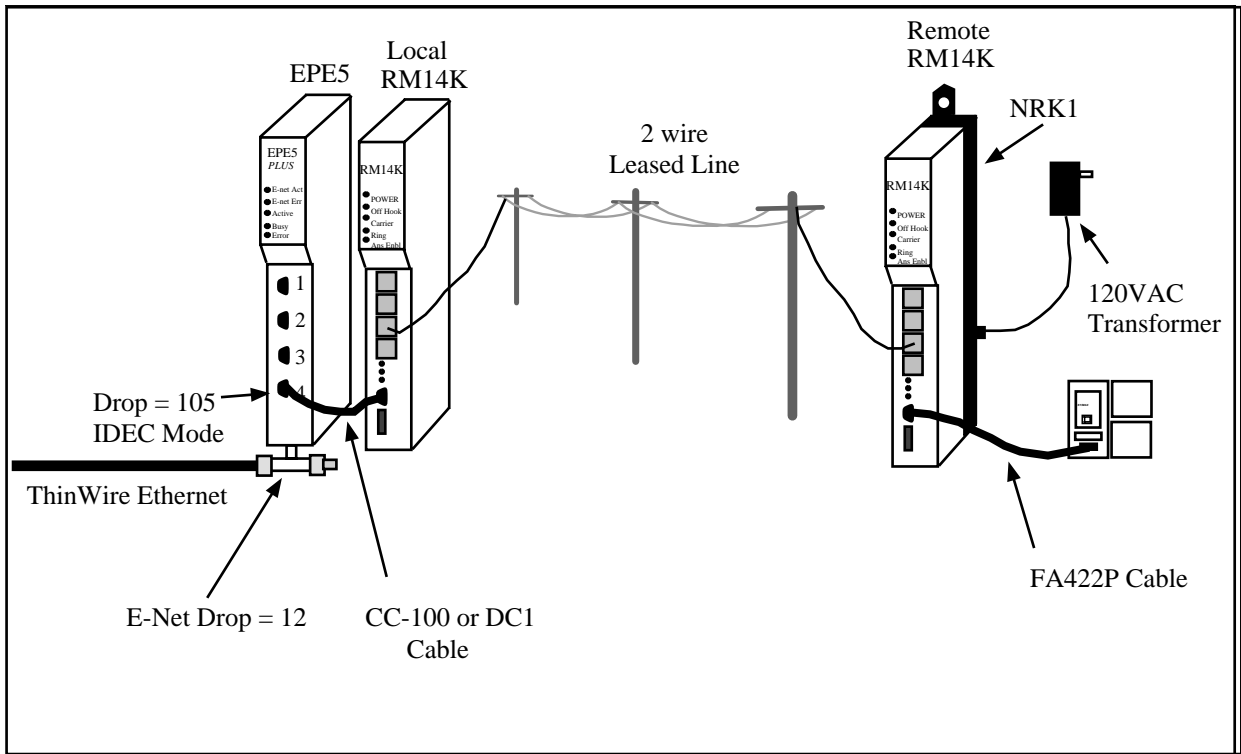 EPE5
Local
RM14K
Remote
RM14K
NRK1
2 wire
Leased Line
EPE5
PLUS
E-net Act
E-net Err
Active
Busy
Error
RM14K
POWER
Off Hook
Carrier
Ring
Ans Enbl
RM14K
POWER
Off Hook
Carrier
Ring
Ans Enbl
1
2
3
4
120VAC
Transformer
Drop = 105
IDEC Mode
ThinWire Ethernet
E-Net Drop = 12
CC-100 or DC1
Cable
FA422P Cable